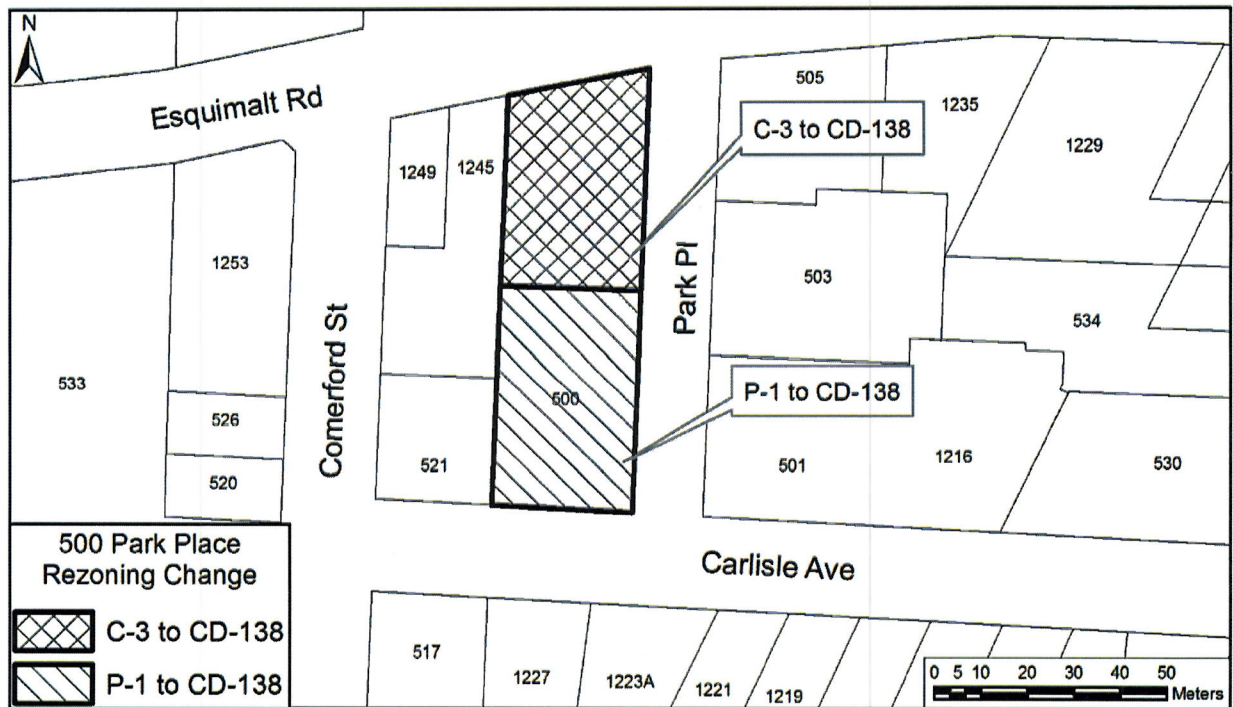 N
Esquimalt Rd
505
1235
C-3 to CD-138
1229
1249
1245
1253
503
Park Pl
534
Comerford St
533
P-1 to CD-138
500
526
521
501
1216
530
520
500 Park Place
Rezoning Change
C-3 to CD-138
P-1 to CD-138
Carlisle Ave
517
1227
1223A
1221
1219
0 5 10 20 30 40 50
Meters